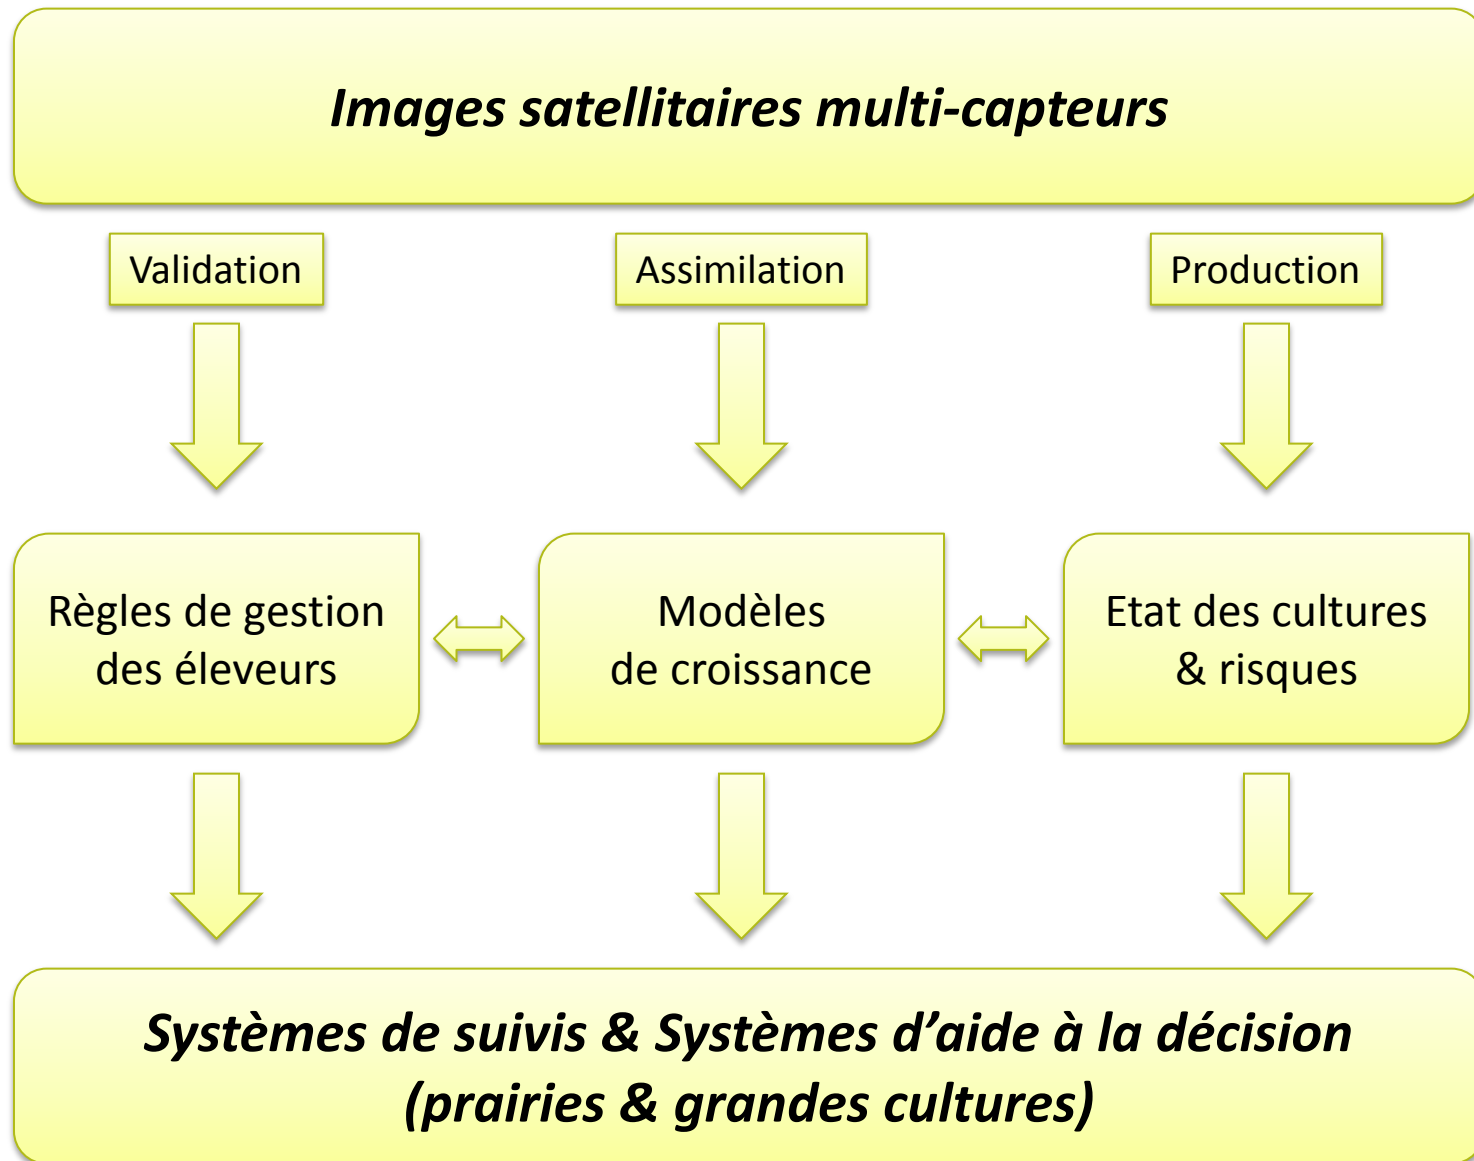 Images satellitaires multi-capteurs
Validation
Assimilation
Production
Règles de gestion
des éleveurs
Modèles
de croissance
Etat des cultures
& risques
Systèmes de suivis & Systèmes d’aide à la décision
(prairies & grandes cultures)